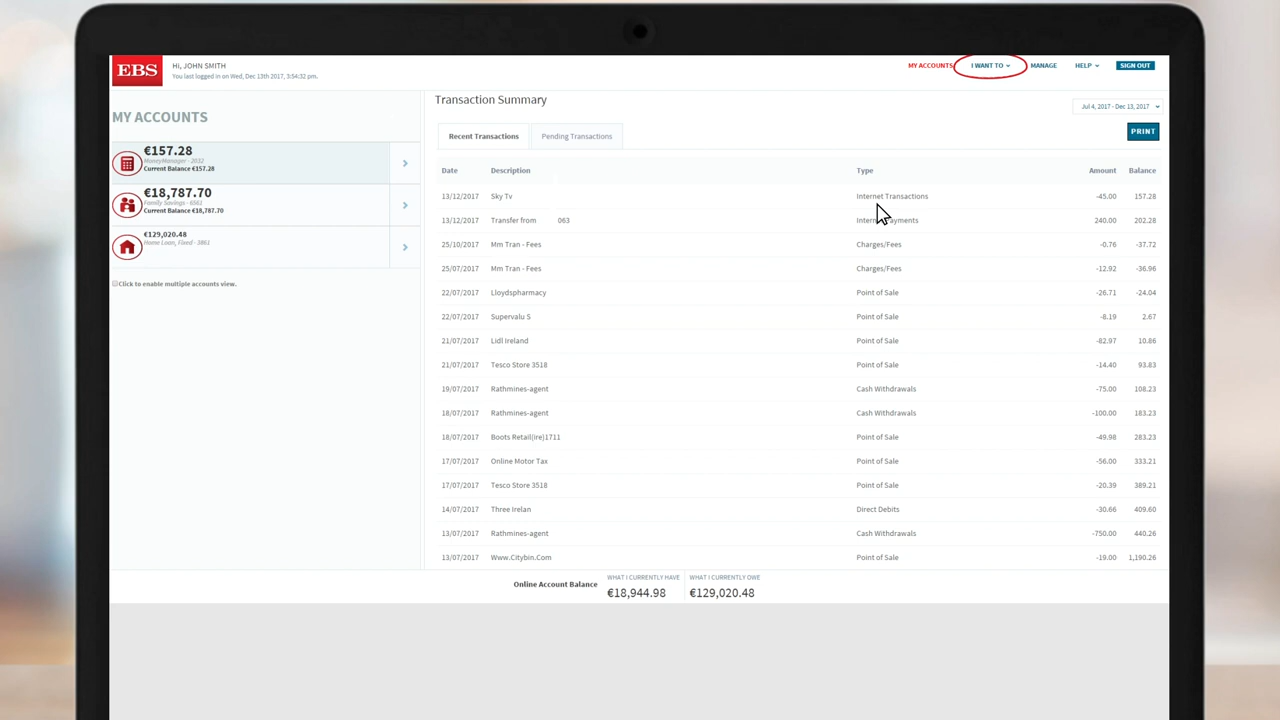 EBS
Hi, JOHN SMITH
You last logged in on Wed, Dec 13th 2017, 3:54:32 pm.
MY ACCOUNTS I WANT TO MANAGE HELP SIGN OUT
MY ACCOUNTS
€157.28
MoneyManager - 2032
Current Balance €157.28
€18,787.70
Family Savings - 6561
Current Balance €18,787.70
€129,020.48
Home Loan, Fixed - 3861
Click to enable multiple accounts view.
Transaction Summary
Jul 4, 2017 - Dec 13, 2017
Recent Transactions Pending Transactions
PRINT
Date Description Type Amount Balance
13/12/2017 Sky Tv Internet Transactions -45.00 157.28
13/12/2017 Transfer from 063 240.00 202.28
25/10/2017 Mm Tran - Fees Charges/Fees -0.76 -37.72
25/07/2017 Mm Tran - Fees Charges/Fees -12.92 -36.96
22/07/2017 Lloydspharmacy Point of Sale -26.71 -24.04
22/07/2017 Supervalu S Point of Sale -8.19 2.67
21/07/2017 Lidl Ireland Point of Sale -82.97 10.86
21/07/2017 Tesco Store 3518 Point of Sale -14.40 93.83
19/07/2017 Rathmines-agent Cash Withdrawals -75.00 108.23
18/07/2017 Rathmines-agent Cash Withdrawals -100.00 183.23
18/07/2017 Boots Retail(ire)1711 Point of Sale -49.98 283.23
17/07/2017 Online Motor Tax Point of Sale -56.00 333.21
17/07/2017 Tesco Store 3518 Point of Sale -20.39 389.21
14/07/2017 Three Irelan Direct Debits -30.66 409.60
13/07/2017 Rathmines-agent Cash Withdrawals -750.00 440.26
13/07/2017 Www.Citybin.Com Point of Sale -19.00 1,190.26
Online Account Balance
WHAT I CURRENTLY HAVE WHAT I CURRENTLY OWE
€18,944.98 €129,020.48